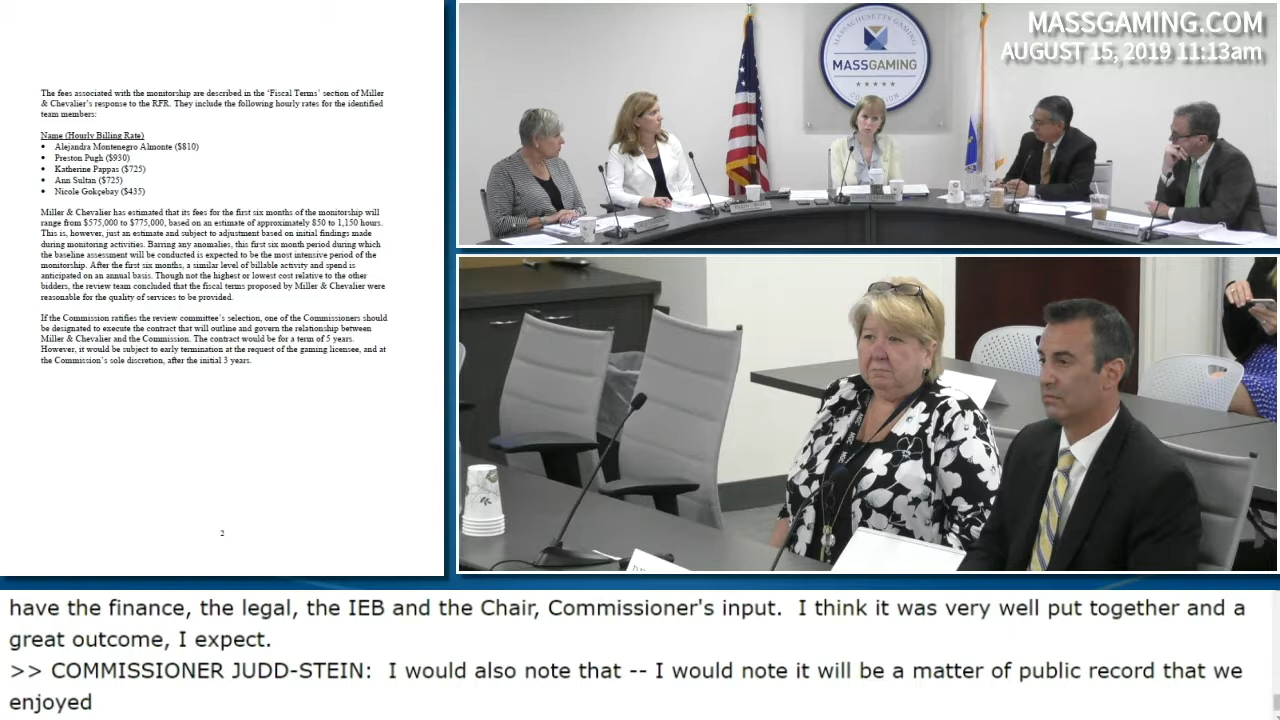 The fees associated with the monitorship are described in the 'Fiscal Terms' section of Miller
& Chevalier's response to the RFR. They include the following hourly rates for the identified
team members:
Name (Hourly Billing Rate)
• Alejandra Montenegro Almonte ($810)
• Preston Pugh ($930)
• Katherine Pappas ($725)
• Ann Sultan ($725)
• Nicole Gokçebay ($435)
Miller & Chevalier has estimated that its fees for the first six months of the monitorship will
range from $575,000 to $775,000, based on an estimate of approximately 850 to 1,150 hours.
This is, however, just an estimate and subject to adjustment based on initial findings made
during monitoring activities. Barring any anomalies, this first six month period during which
the baseline assessment will be conducted is expected to be the most intensive period of the
monitorship. After the first six months, a similar level of billable activity and spend is
anticipated on an annual basis. Though not the highest or lowest cost relative to the other
bidders, the review team concluded that the fiscal terms proposed by Miller & Chevalier were
reasonable for the quality of services to be provided.
If the Commission ratifies the review committee's selection, one of the Commissioners should
be designated to execute the contract that will outline and govern the relationship between
Miller & Chevalier and the Commission. The contract would be for a term of 5 years.
However, it would be subject to early termination at the request of the gaming licensee, and at
the Commission's sole discretion, after the initial 3 years.
2
MASSGAMING.COM
AUGUST 15, 2019 11:13am
MASSACHUSETTS GAMING
MASSGAMING
COMMISSION
MGC
have the finance, the legal, the IEB and the Chair, Commissioner's input.  I think it was very well put together and a
great outcome, I expect.
>> COMMISSIONER JUDD-STEIN:  I would also note that -- I would note it will be a matter of public record that we
enjoyed